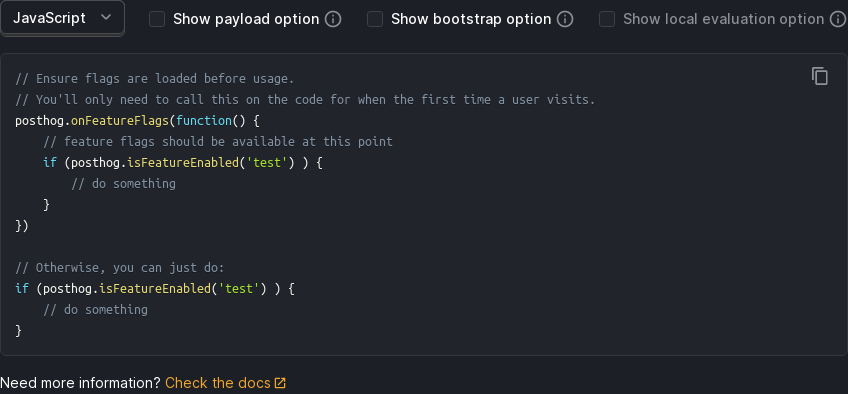 JavaScript Show payload option Show bootstrap option Show local evaluation option
// Ensure flags are loaded before usage.
// You'll only need to call this on the code for when the first time a user visits.
posthog.onFeatureFlags(function() {
    // feature flags should be available at this point
    if (posthog.isFeatureEnabled('test') ) {
        // do something
    }
})

// Otherwise, you can just do:
if (posthog.isFeatureEnabled('test') ) {
    // do something
}
Need more information? Check the docs